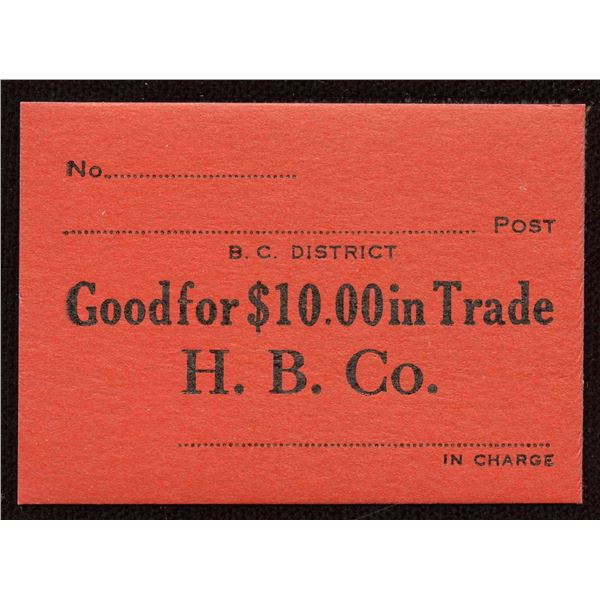 No.
POST
B. C. DISTRICT
Good for $10.00 in Trade
H. B. Co.
IN CHARGE